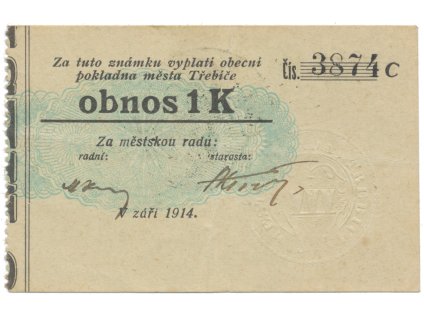 Za tuto známku vyplatí obecní
pokladna města Třebíče
čís. 3874 C
obnos 1 K
Za městskou radu:
radní: starosta:
V září 1914.